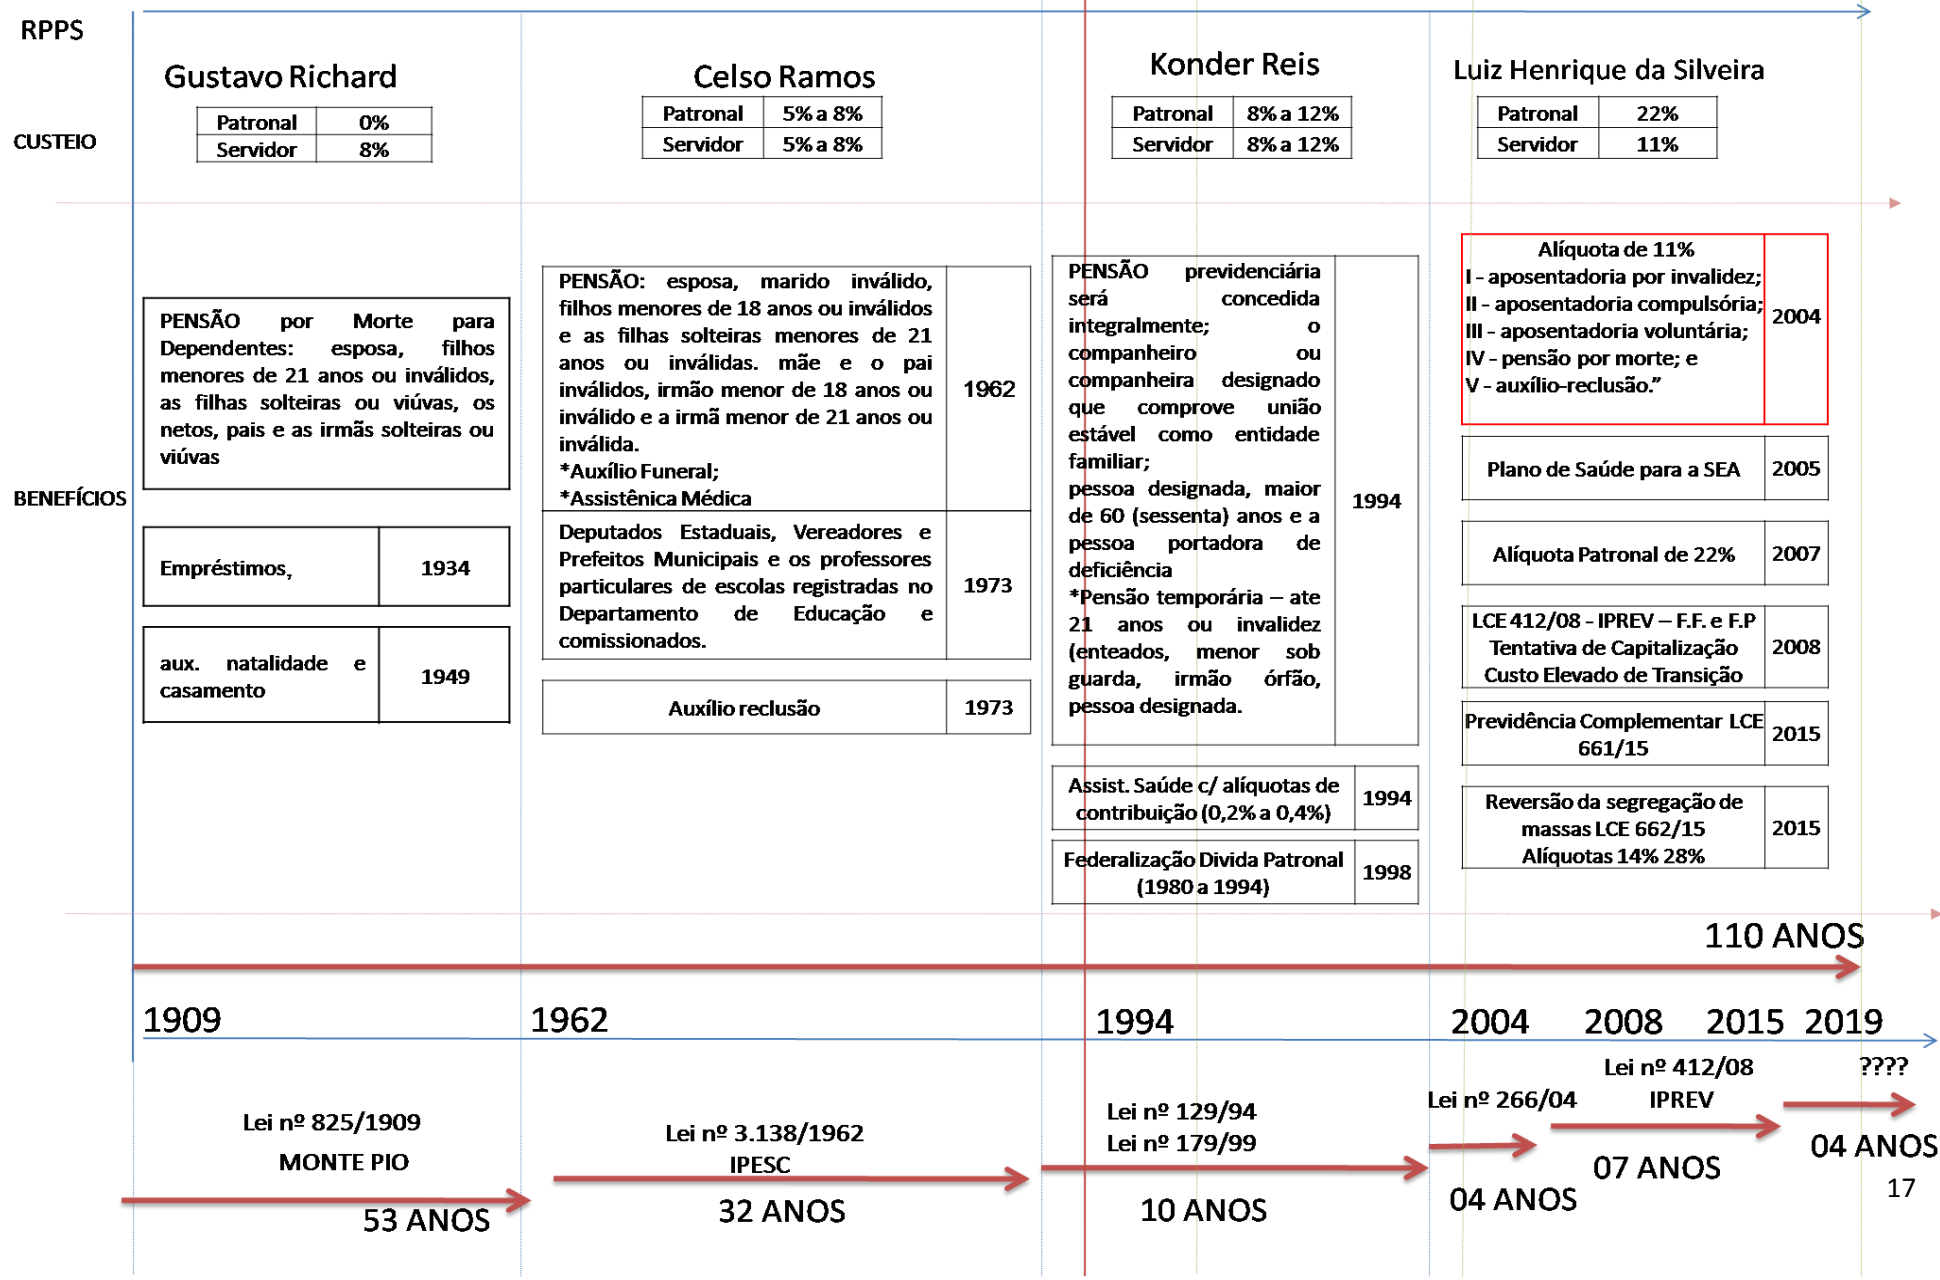 RPPS
Gustavo Richard
Celso Ramos
Konder Reis
Luiz Henrique da Silveira
CUSTEIO
Patronal 0%
Servidor 8%
Patronal 5% a 8%
Servidor 5% a 8%
Patronal 8% a 12%
Servidor 8% a 12%
Patronal 22%
Servidor 11%
BENEFÍCIOS
PENSÃO por Morte para
Dependentes: esposa, filhos
menores de 21 anos ou inválidos,
as filhas solteiras ou viúvas, os
netos, pais e as irmãs solteiras ou
viúvas
Empréstimos, 1934
aux. natalidade e
casamento
1949
PENSÃO: esposa, marido inválido,
filhos menores de 18 anos ou inválidos
e as filhas solteiras menores de 21
anos ou inválidas. mãe e o pai
inválidos, irmão menor de 18 anos ou
inválido e a irmã menor de 21 anos ou
inválida.
*Auxílio Funeral;
*Assistênica Médica
1962
Deputados Estaduais, Vereadores e
Prefeitos Municipais e os professores
particulares de escolas registradas no
Departamento de Educação e
comissionados.
1973
Auxílio reclusão 1973
PENSÃO previdenciária
será concedida
integralmente; o
companheiro ou
companheira designado
que comprove união
estável como entidade
familiar;
pessoa designada, maior
de 60 (sessenta) anos e a
pessoa portadora de
deficiência
*Pensão temporária – ate
21 anos ou invalidez
(enteados, menor sob
guarda, irmão órfão,
pessoa designada.
1994
Assist. Saúde c/ alíquotas de
contribuição (0,2% a 0,4%)
1994
Federalização Divida Patronal
(1980 a 1994)
1998
Alíquota de 11%
I - aposentadoria por invalidez;
II - aposentadoria compulsória;
III - aposentadoria voluntária;
IV - pensão por morte; e
V - auxílio-reclusão.”
2004
Plano de Saúde para a SEA 2005
Alíquota Patronal de 22% 2007
LCE 412/08 - IPREV – F.F. e F.P
Tentativa de Capitalização
Custo Elevado de Transição
2008
Previdência Complementar LCE
661/15
2015
Reversão da segregação de
massas LCE 662/15
Alíquotas 14% 28%
2015
110 ANOS
1909
1962
1994
2004
2008
2015
2019
Lei nº 825/1909
MONTE PIO
53 ANOS
Lei nº 3.138/1962
IPESC
32 ANOS
Lei nº 129/94
Lei nº 179/99
10 ANOS
Lei nº 266/04
04 ANOS
Lei nº 412/08
IPREV
07 ANOS
????
04 ANOS
17